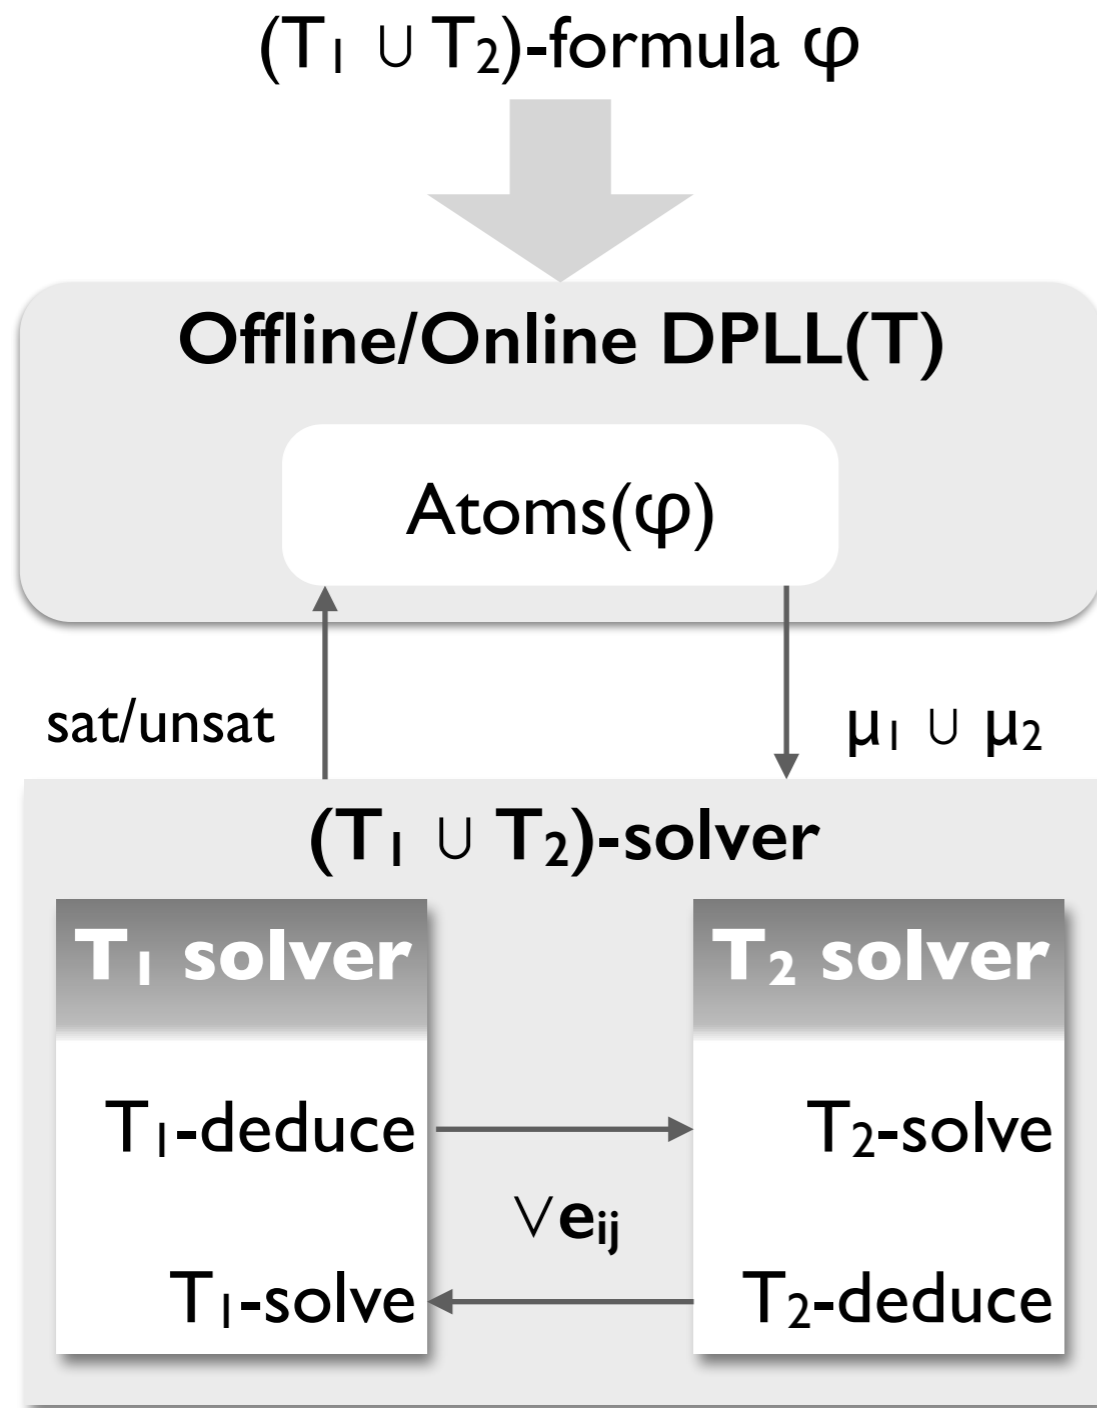 (T₁ ∪ T₂)-formula φ
Offline/Online DPLL(T)
Atoms(φ)
sat/unsat
μ₁ ∪ μ₂
(T₁ ∪ T₂)-solver
T₁ solver
T₂ solver
T₁-deduce
T₂-solve
∨eᵢⱼ
T₁-solve
T₂-deduce